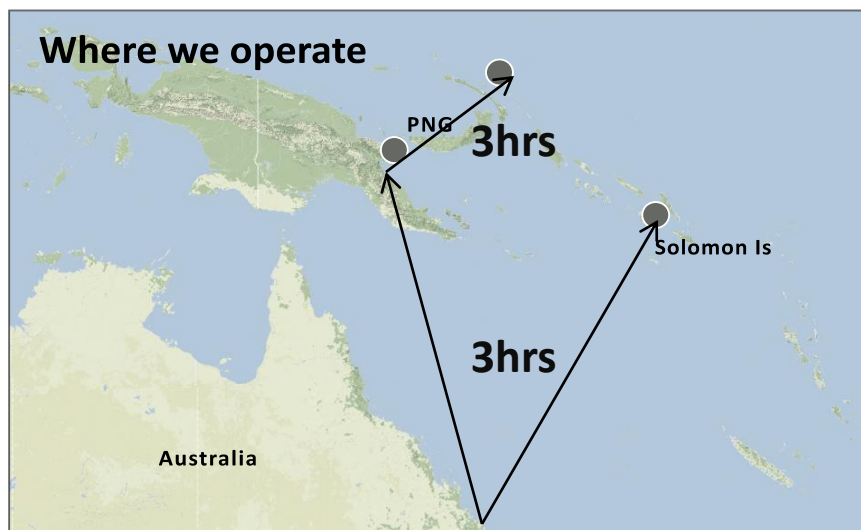 Where we operate
PNG
3hrs
Solomon Is
3hrs
Australia